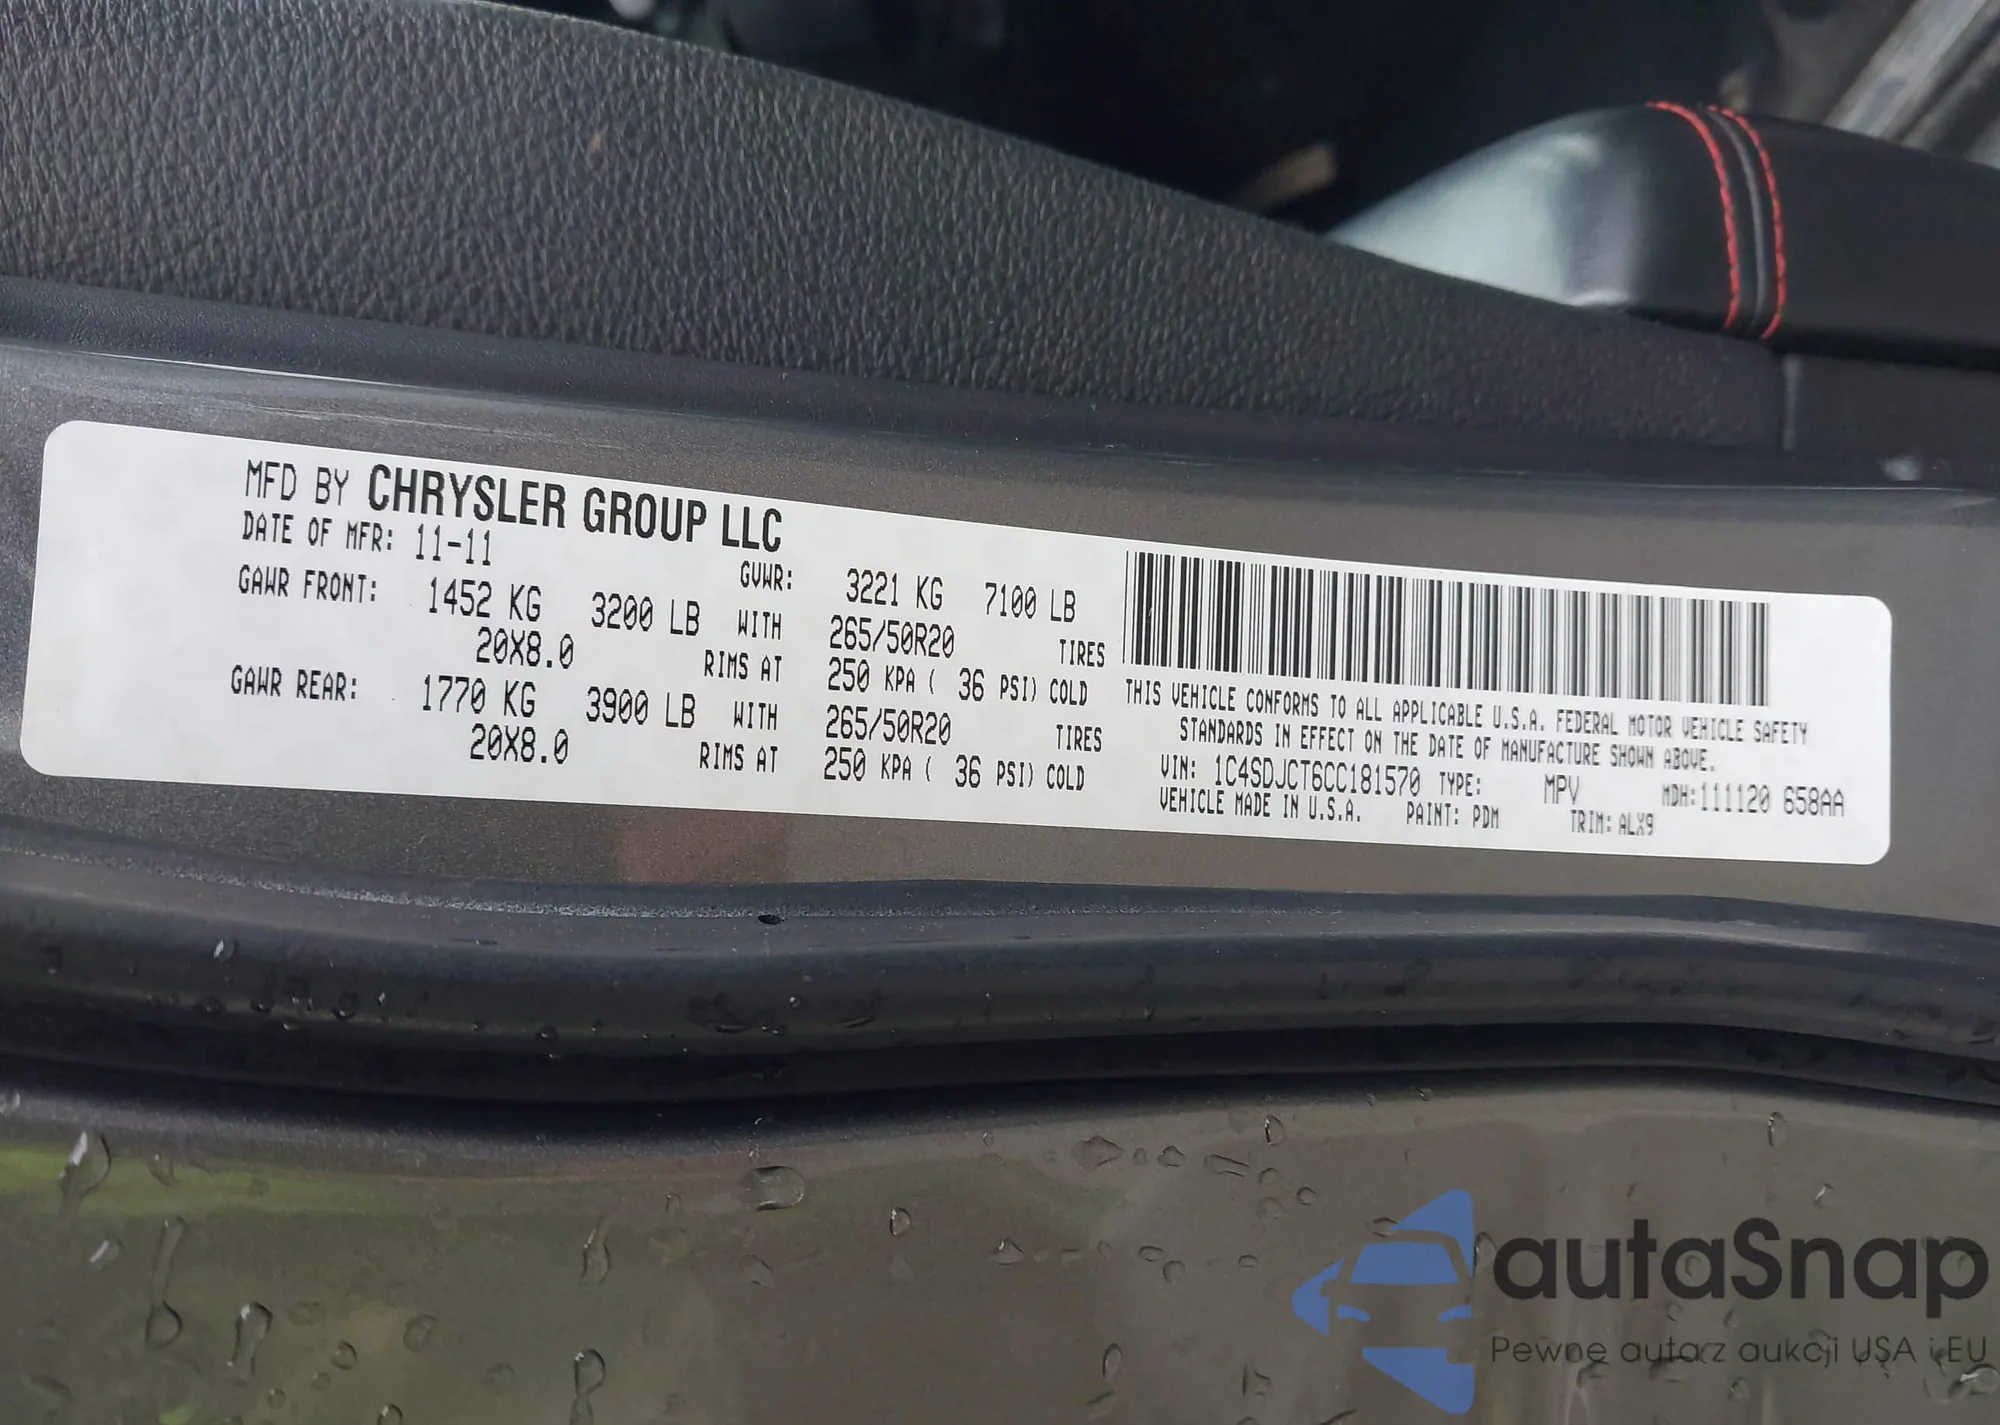 MFD BY CHRYSLER GROUP LLC
DATE OF MFR: 11-11
GVWR: 3221 KG 7100 LB
GAWR FRONT: 1452 KG 3200 LB WITH 265/50R20 TIRES
20X8.0 RIMS AT 250 KPA ( 36 PSI) COLD
GAWR REAR: 1770 KG 3900 LB WITH 265/50R20 TIRES
20X8.0 RIMS AT 250 KPA ( 36 PSI) COLD
THIS VEHICLE CONFORMS TO ALL APPLICABLE U.S.A. FEDERAL MOTOR VEHICLE SAFETY
STANDARDS IN EFFECT ON THE DATE OF MANUFACTURE SHOWN ABOVE.
VIN: 1C4SDJCT6CC181570 TYPE: MPV MDH:111120 658AA
VEHICLE MADE IN U.S.A. PAINT: PDM TRIM: ALX9
autaSnap
Pewne auta z aukcji USA i EU